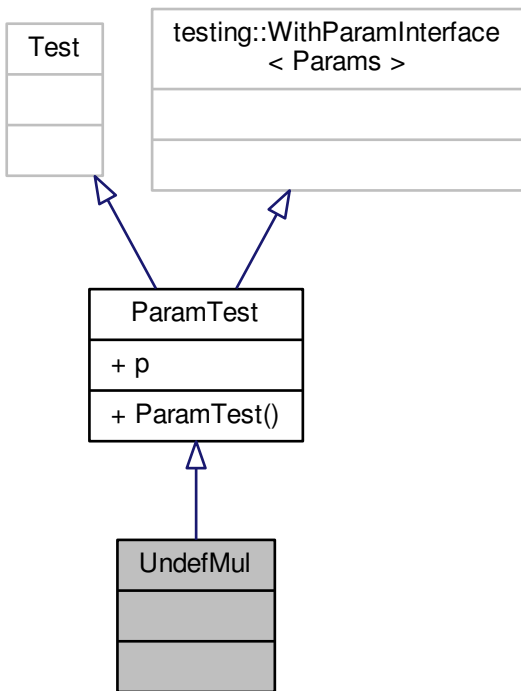 Test
testing::WithParamInterface
< Params >
ParamTest
+ p
+ ParamTest()
UndefMul